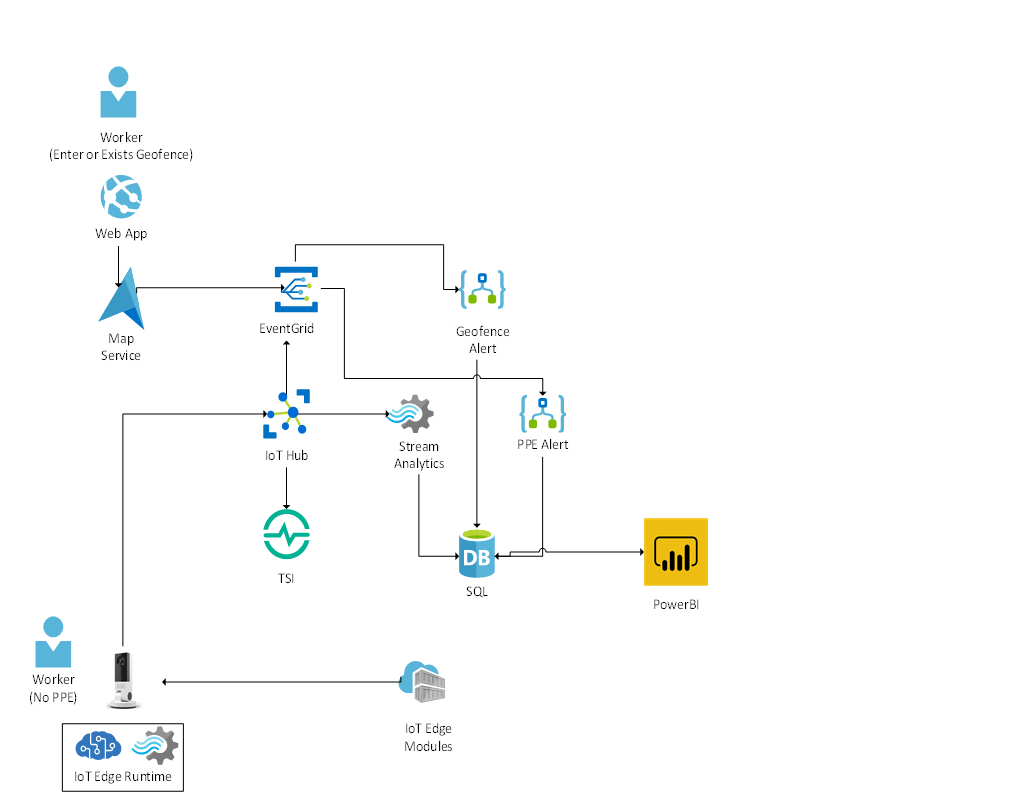 Worker
(Enter or Exists Geofence)
Web App
Map
Service
EventGrid
Geofence
Alert
IoT Hub
Stream
Analytics
PPE Alert
TSI
DB
SQL
PowerBI
Worker
(No PPE)
IoT Edge
Modules
IoT Edge Runtime